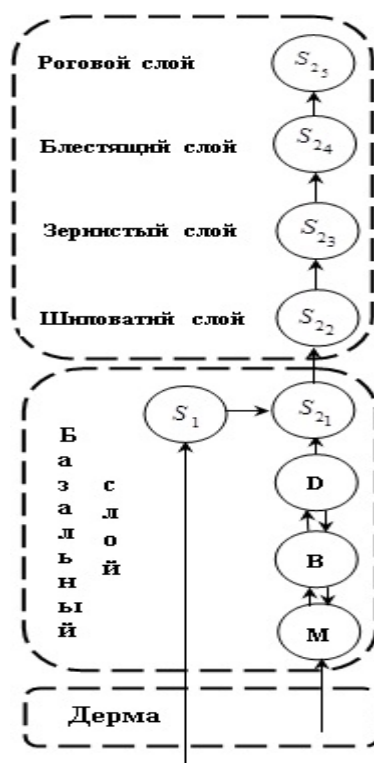 Роговой слой S₂₅
Блестящий слой S₂₄
Зернистый слой S₂₃
Шиповатий слой S₂₂
S₁ S₂₁
Базальный
слой
D
B
M
Дерма